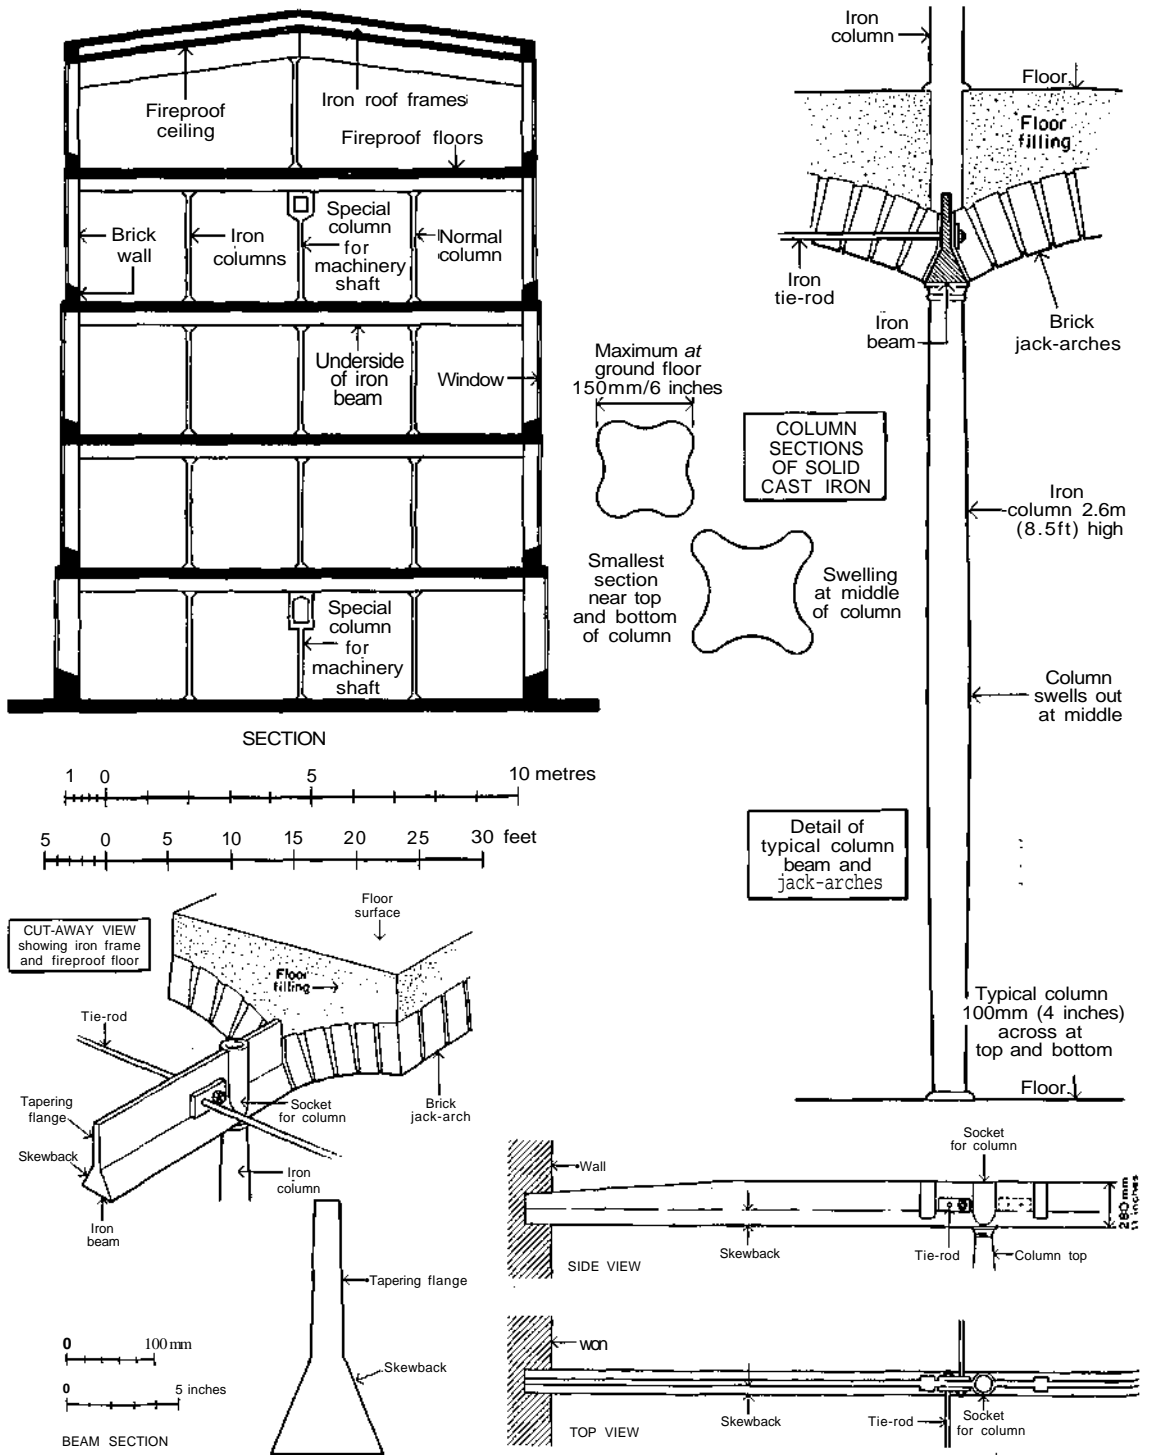 Fireproof
ceiling
Iron roof frames
Fireproof floors
Brick
wall
Iron
columns
Special
column
for
machinery
shaft
Normal
column
Underside
of iron
beam
Window
Special
column
for
machinery
shaft
SECTION
1 0 5 10 metres
5 0 5 10 15 20 25 30 feet
Iron
column
Floor
Floor
filling
Iron
tie-rod
Iron
beam
Brick
jack-arches
Maximum at
ground floor
150mm/6 inches
COLUMN
SECTIONS
OF SOLID
CAST IRON
Smallest
section
near top
and bottom
of column
Swelling
at middle
of column
Iron
column 2.6m
(8.5ft) high
Column
swells out
at middle
Detail of
typical column
beam and
jack-arches
Typical column
100mm (4 inches)
across at
top and bottom
Floor
CUT-AWAY VIEW
showing iron frame
and fireproof floor
Floor
surface
Floor
filling
Tie-rod
Tapering
flange
Skewback
Iron
beam
Socket
for column
Iron
column
Brick
jack-arch
Tapering flange
Skewback
0 100mm
0 5 inches
BEAM SECTION
Wall
Socket
for column
280mm
11 inches
Skewback
Tie-rod
Column top
SIDE VIEW
won
Skewback
Tie-rod
Socket
for column
TOP VIEW